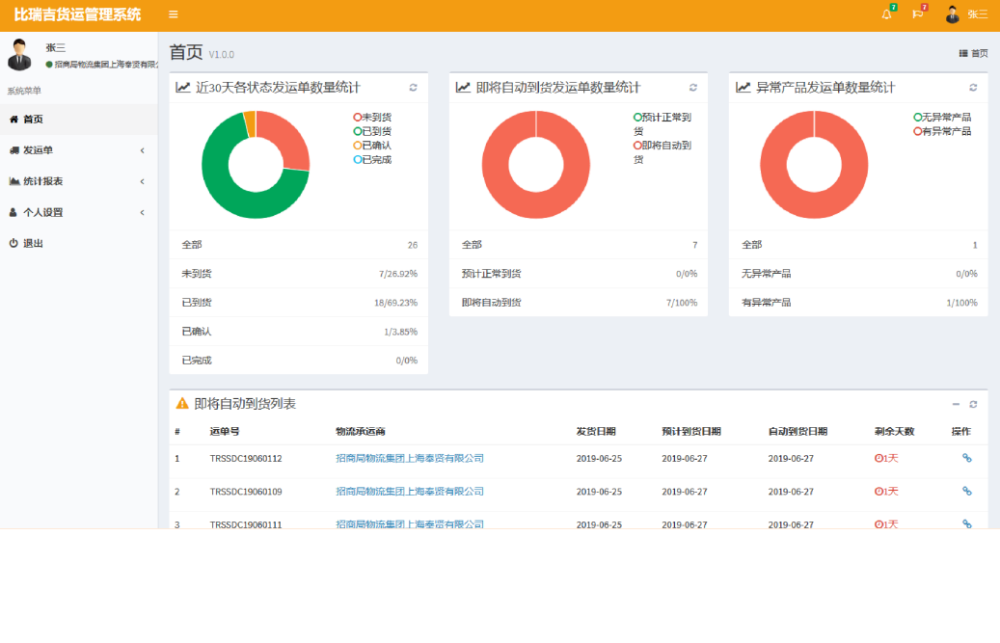 比瑞吉货运管理系统
7
7
张三
张三
招商局物流集团上海奉贤有限公
系统菜单
首页
发运单
统计报表
个人设置
退出
首页 V1.0.0
首页
近30天各状态发运单数量统计
未到货
已到货
已确认
已完成
全部 26
未到货 7/26.92%
已到货 18/69.23%
已确认 1/3.85%
已完成 0/0%
即将自动到货发运单数量统计
预计正常到
货
即将自动到
货
全部 7
预计正常到货 0/0%
即将自动到货 7/100%
异常产品发运单数量统计
无异常产品
有异常产品
全部 1
无异常产品 0/0%
有异常产品 1/100%
即将自动到货列表
# 运单号 物流承运商 发货日期 预计到货日期 自动到货日期 剩余天数 操作
1 TRSSDC19060112 招商局物流集团上海奉贤有限公司 2019-06-25 2019-06-27 2019-06-27 1天
2 TRSSDC19060109 招商局物流集团上海奉贤有限公司 2019-06-25 2019-06-27 2019-06-27 1天
3 TRSSDC19060111 招商局物流集团上海奉贤有限公司 2019-06-25 2019-06-27 2019-06-27 1天